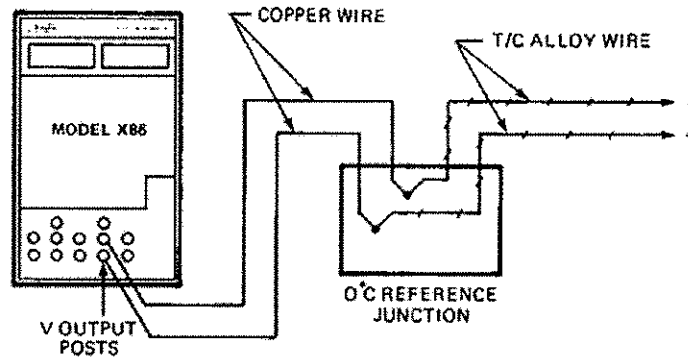 COPPER WIRE
T/C ALLOY WIRE
MODEL X88
0°C REFERENCE
JUNCTION
V OUTPUT
POSTS